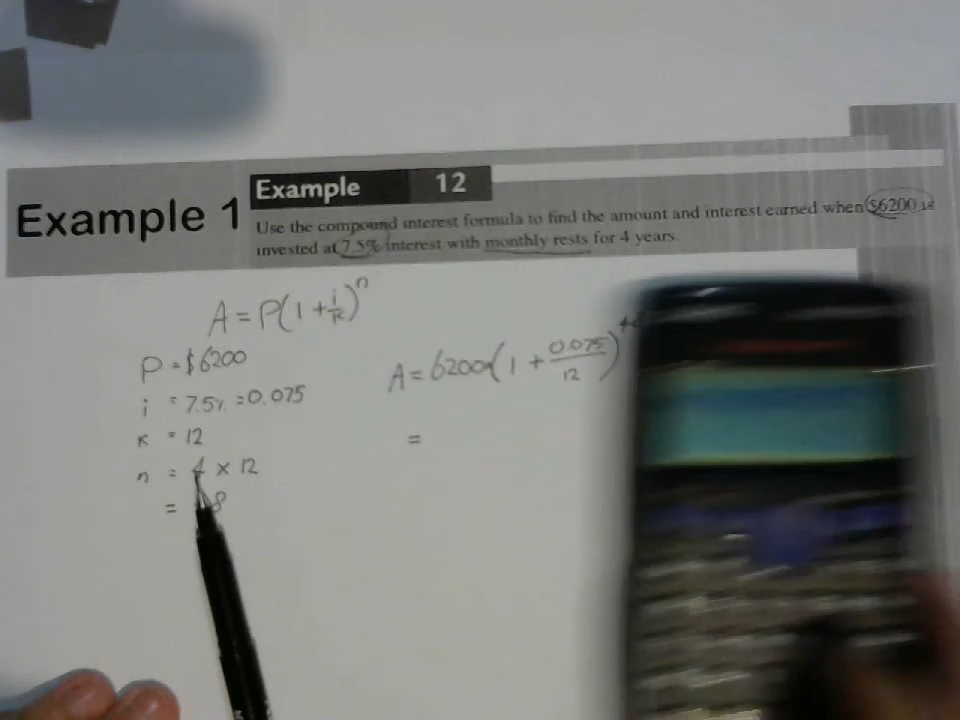 Example 1
Example 12
Use the compound interest formula to find the amount and interest earned when $6200 is
invested at 7.5% interest with monthly rests for 4 years.
A = P(1 + i/k)^n
P = $6200
i = 7.5% = 0.075
k = 12
n = 4 × 12
= 8
A = 6200(1 + 0.075/12)^4
=